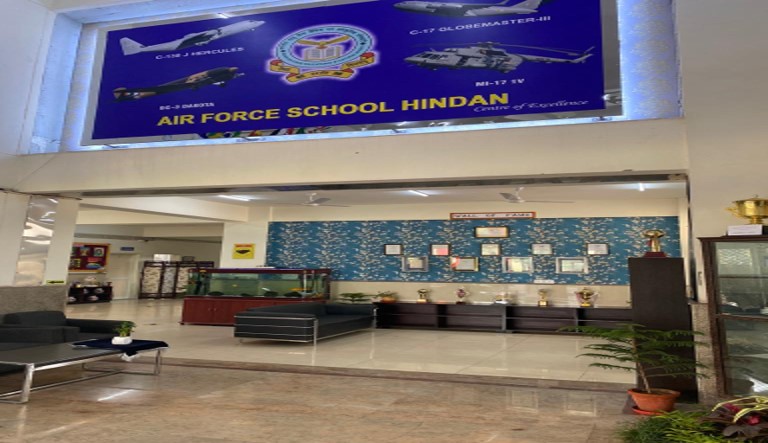 C-130 J HERCULES
C-17 GLOBEMASTER-III
DC-3 DAKOTA
MI-17 1V
AIR FORCE SCHOOL HINDAN
Centre of Excellence
WALL OF FAME